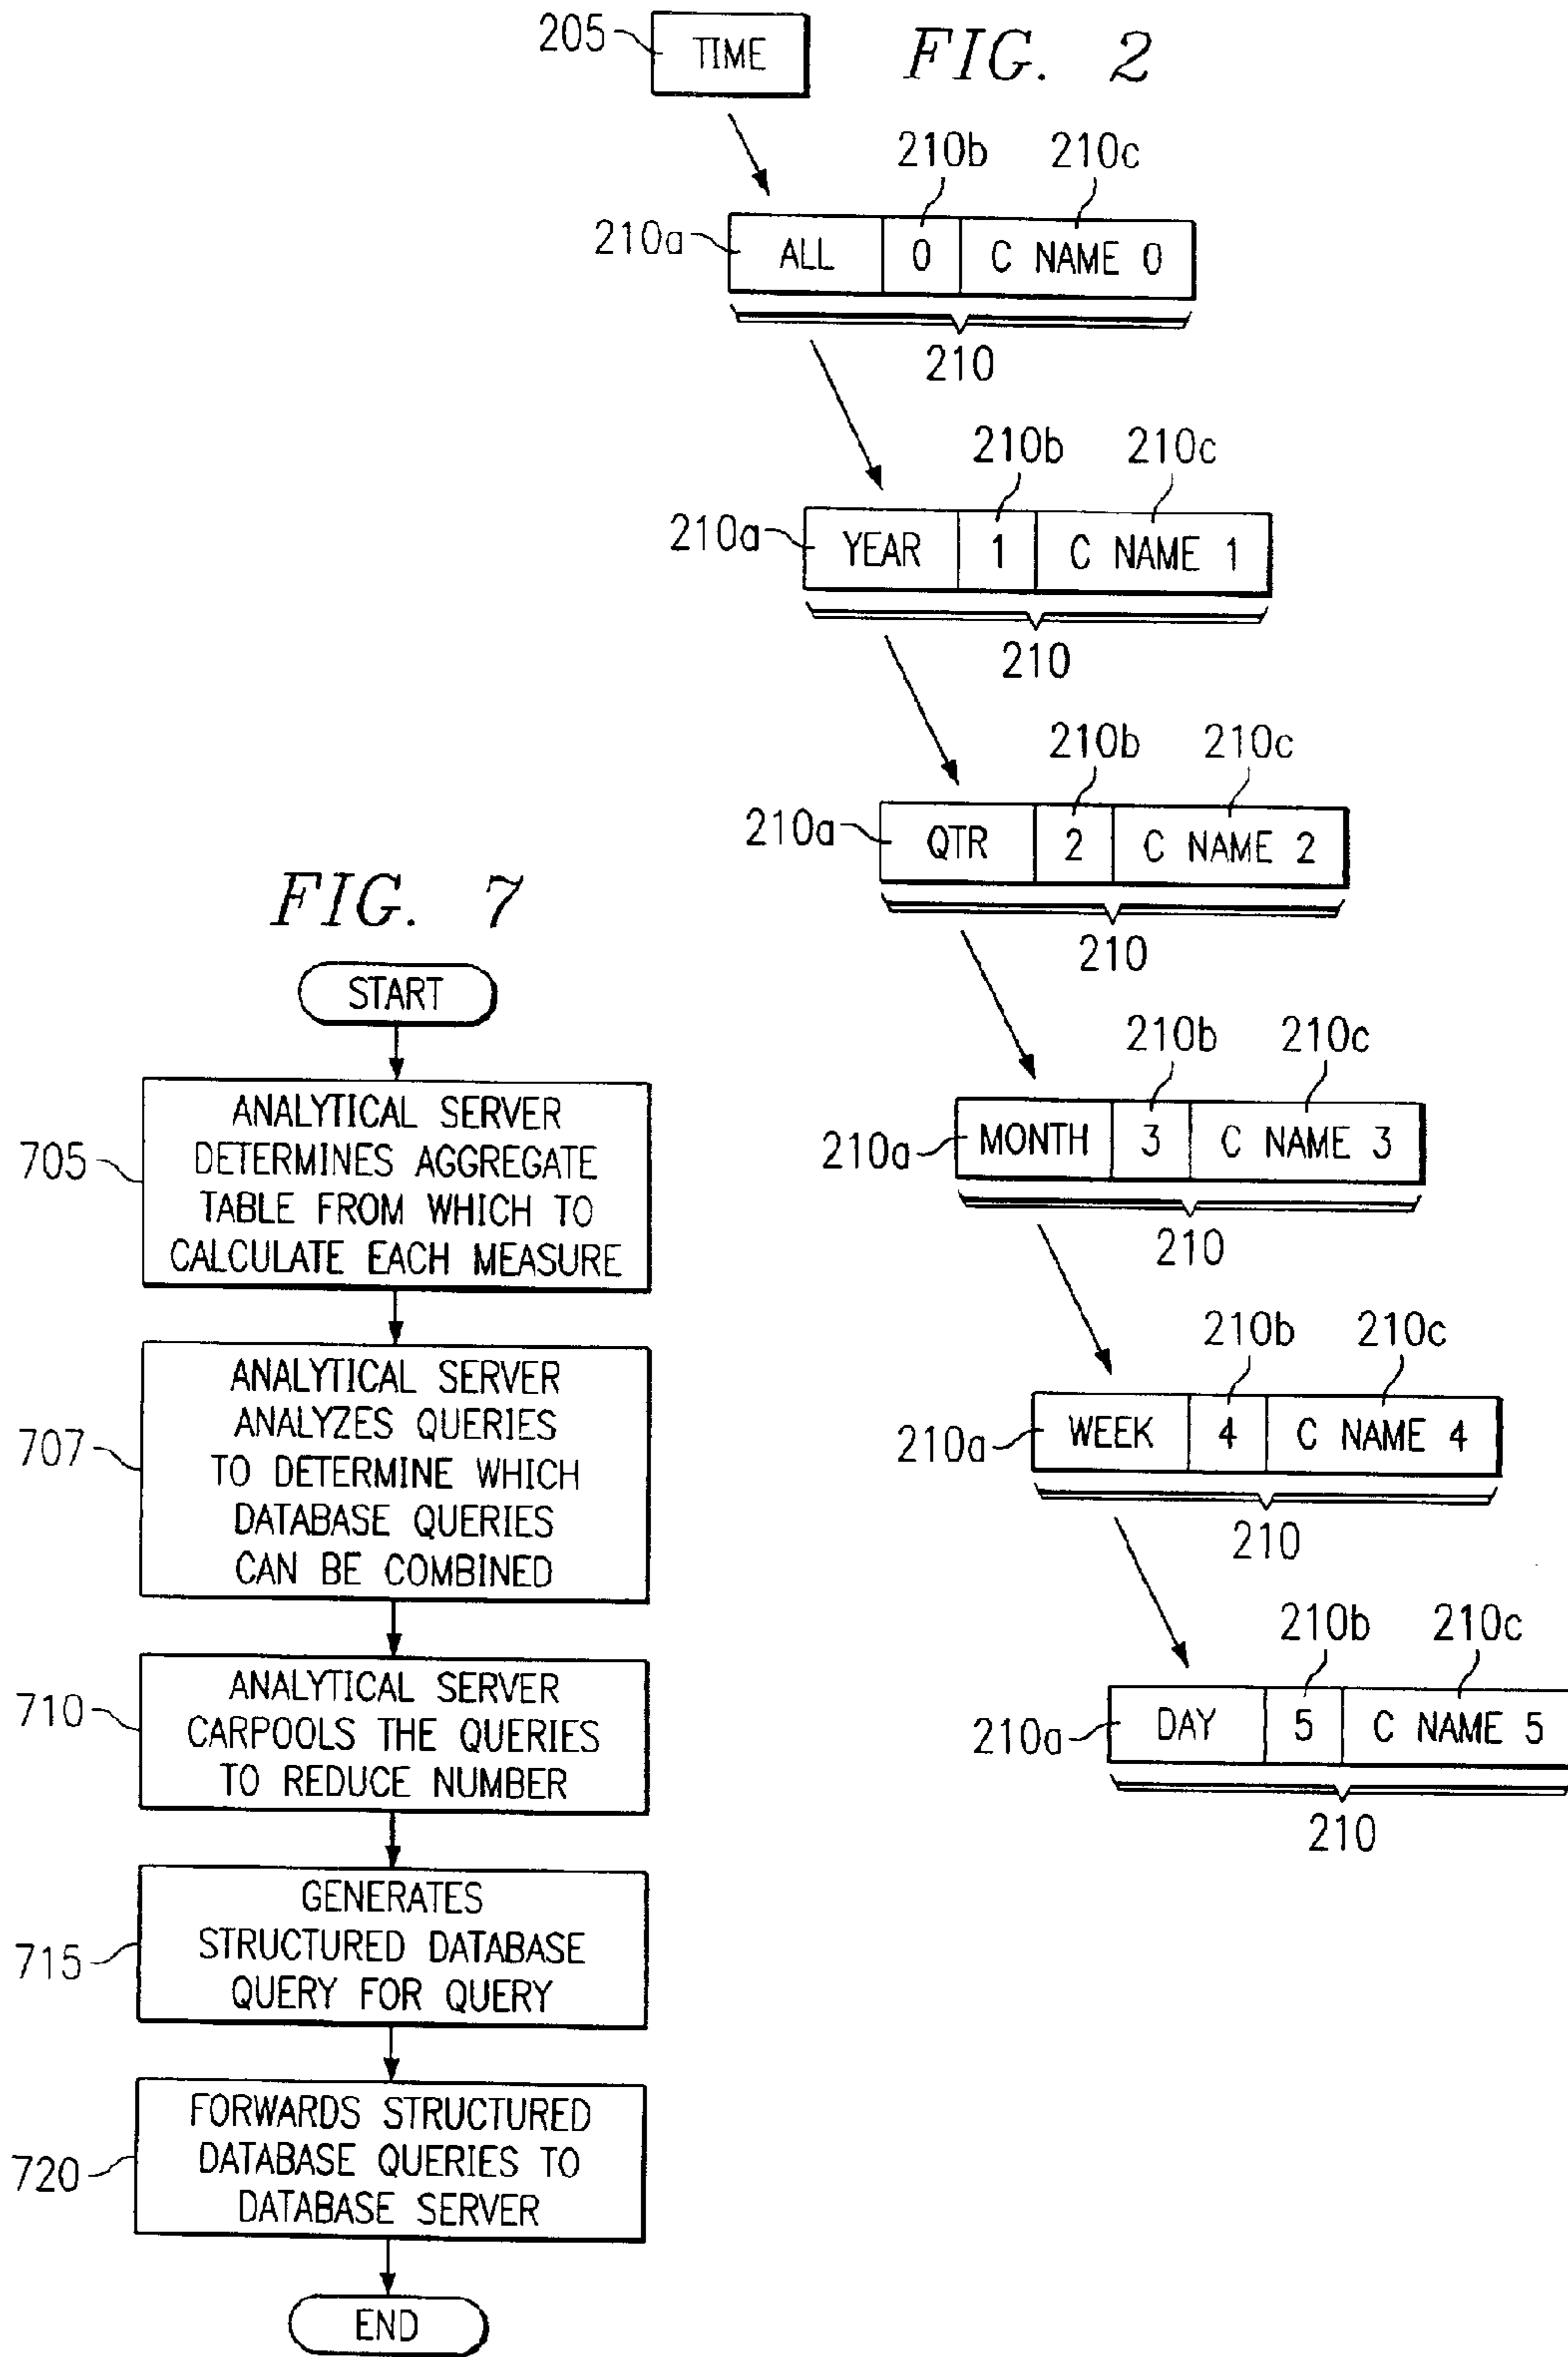 FIG. 2
205 TIME
210b 210c
210a ALL 0 C NAME 0
210
210b 210c
210a YEAR 1 C NAME 1
210
210b 210c
210a QTR 2 C NAME 2
210
210b 210c
210a MONTH 3 C NAME 3
210
210b 210c
210a WEEK 4 C NAME 4
210
210b 210c
210a DAY 5 C NAME 5
210
FIG. 7
START
705
ANALYTICAL SERVER
DETERMINES AGGREGATE
TABLE FROM WHICH TO
CALCULATE EACH MEASURE
707
ANALYTICAL SERVER
ANALYZES QUERIES
TO DETERMINE WHICH
DATABASE QUERIES
CAN BE COMBINED
710
ANALYTICAL SERVER
CARPOOLS THE QUERIES
TO REDUCE NUMBER
715
GENERATES
STRUCTURED DATABASE
QUERY FOR QUERY
720
FORWARDS STRUCTURED
DATABASE QUERIES TO
DATABASE SERVER
END